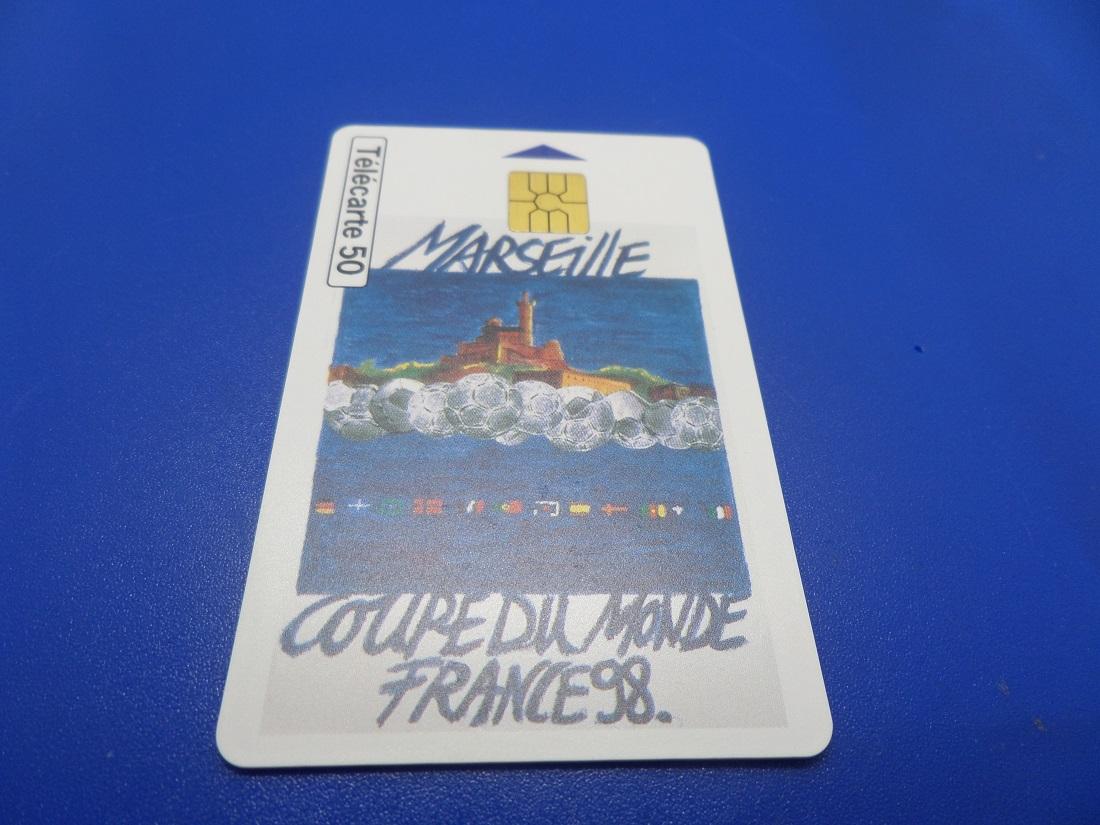 Télécarte 50
MARSEillE
COUPE DU MONDE
FRANCE 98.